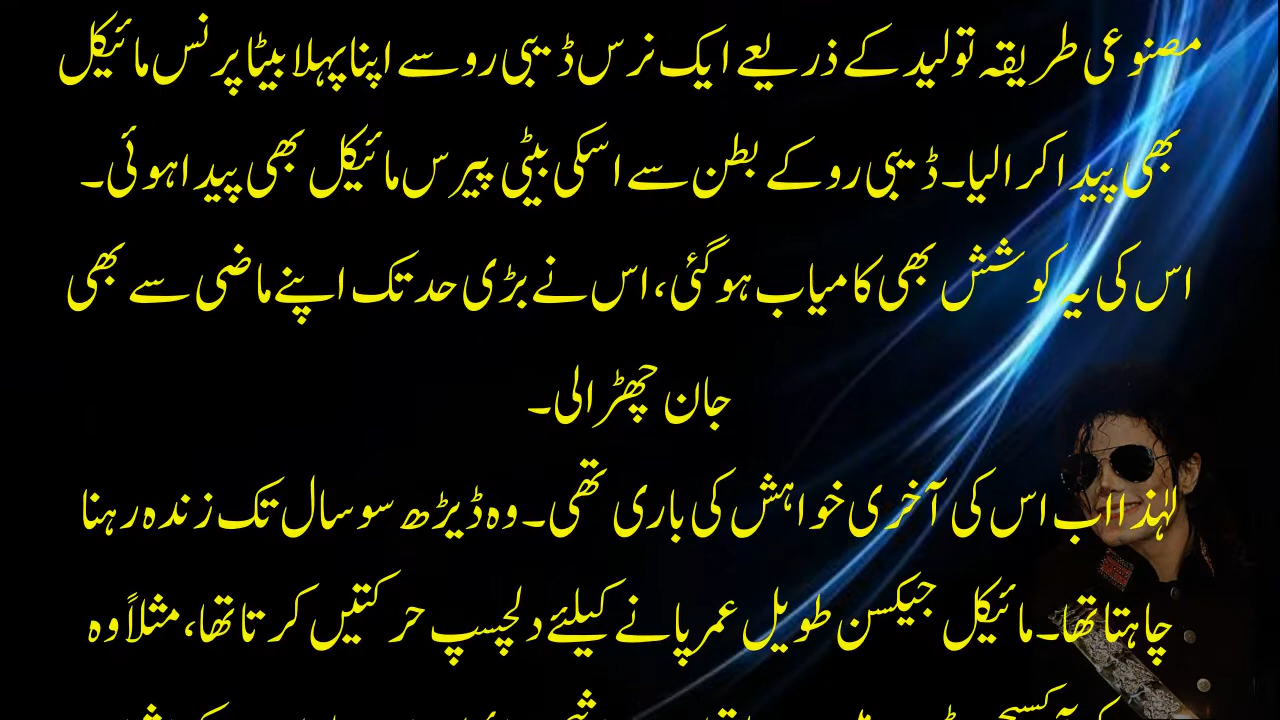 مصنوعی طریقہ تولید کے ذریعے ایک نرس ڈیبی رو سے اپنا پہلا بیٹا پرنس مائیکل
بھی پیدا کرالیا۔ ڈیبی رو کے بطن سے اسکی بیٹی پیرس مائیکل بھی پیدا ہوئی۔
اس کی یہ کوشش بھی کامیاب ہوگئی، اس نے بڑی حد تک اپنے ماضی سے بھی
جان چھڑالی۔
لہٰذا اب اس کی آخری خواہش کی باری تھی۔ وہ ڈیڑھ سو سال تک زندہ رہنا
چاہتا تھا۔ مائیکل جیکسن طویل عمر پانے کیلئے دلچسپ حرکتیں کرتا تھا، مثلاً وہ